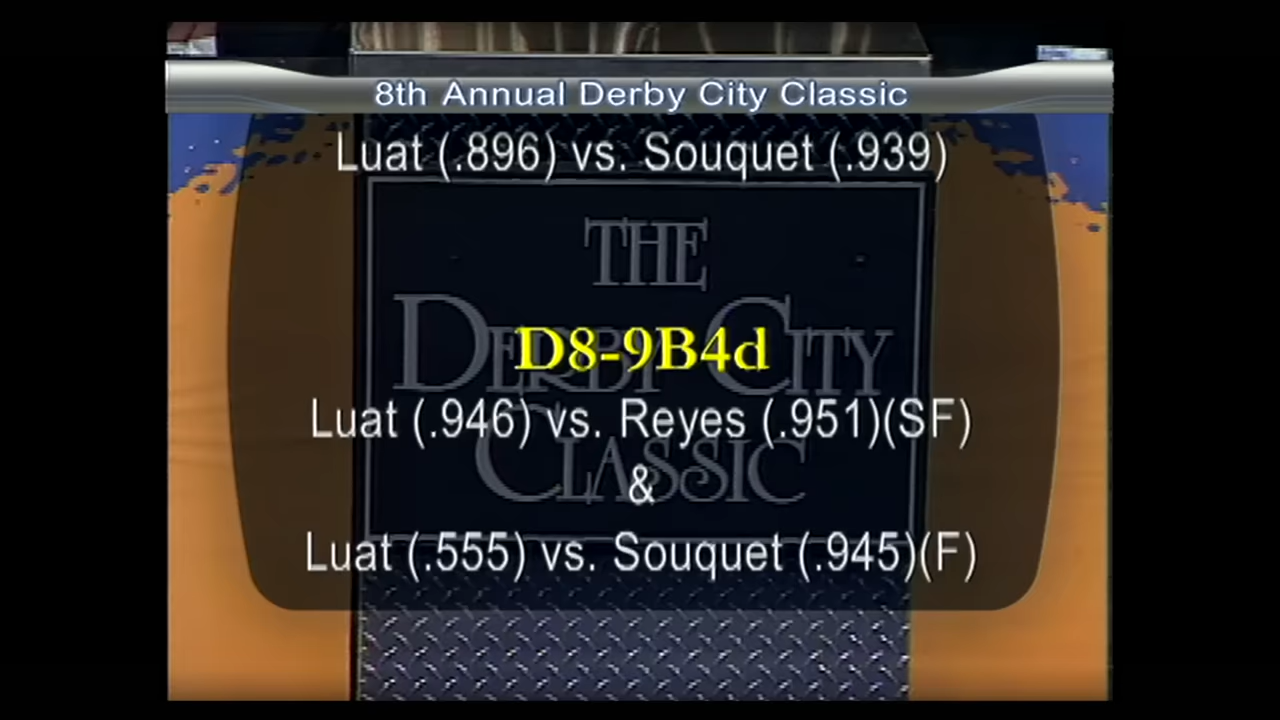 8th Annual Derby City Classic
Luat (.896) vs. Souquet (.939)
THE
DERBY CITY
D8-9B4d
Luat (.946) vs. Reyes (.951)(SF)
CLASSIC
&
Luat (.555) vs. Souquet (.945)(F)